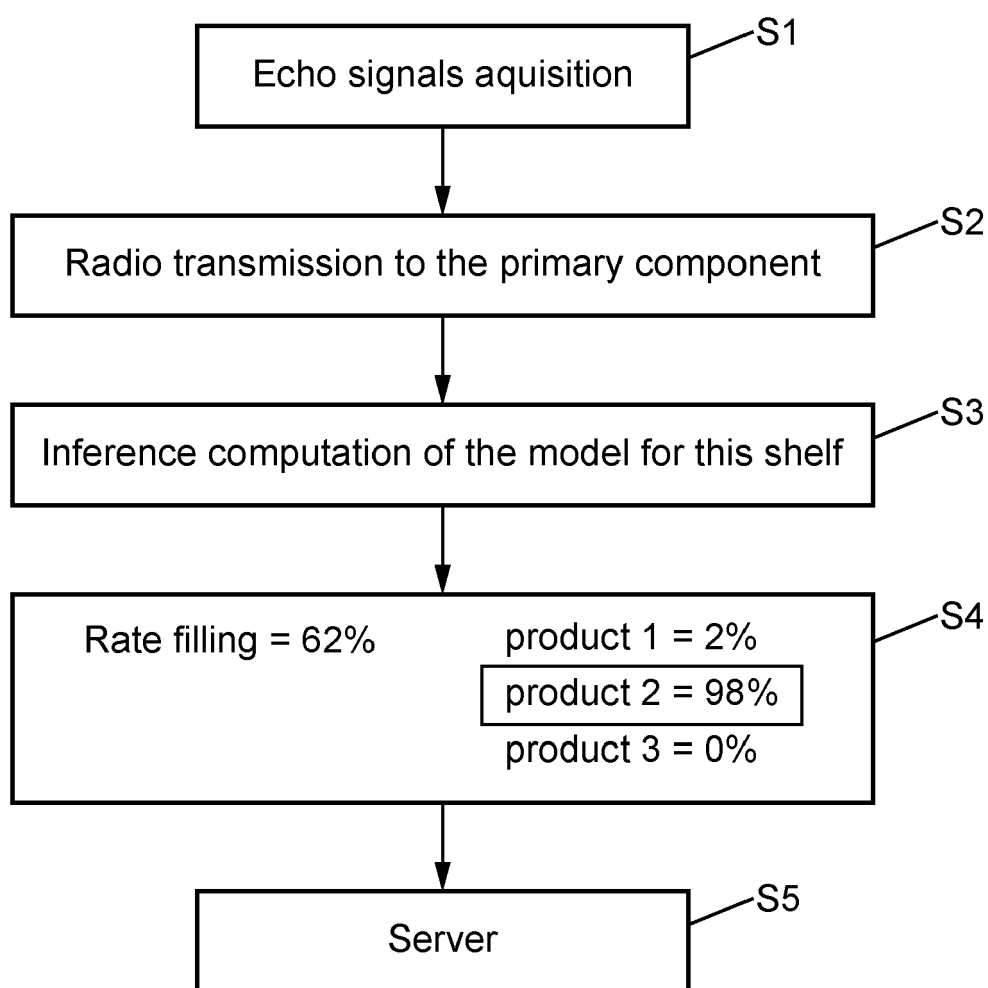 S1
Echo signals aquisition
S2
Radio transmission to the primary component
S3
Inference computation of the model for this shelf
S4
Rate filling = 62%
product 1 = 2%
product 2 = 98%
product 3 = 0%
S5
Server